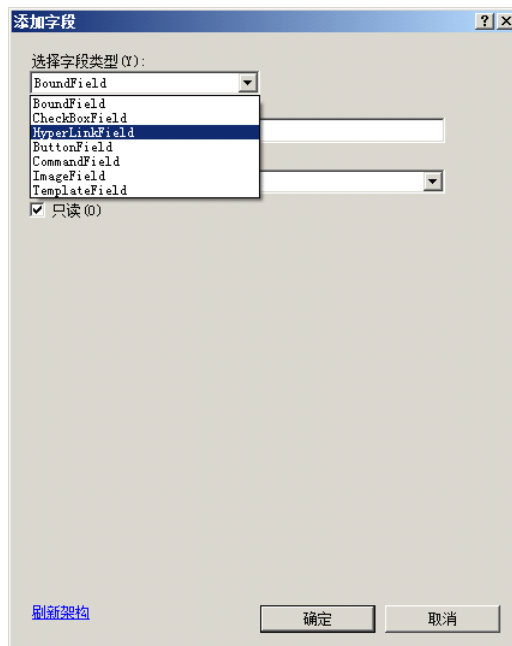 添加字段
选择字段类型(Y):
BoundField
BoundField
CheckBoxField
HyperLinkField
ButtonField
CommandField
ImageField
TemplateField
只读(O)
刷新架构
确定
取消